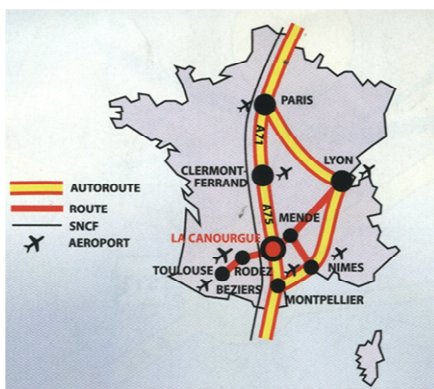 PARIS
A71
LYON
CLERMONT-
FERRAND
AUTOROUTE
ROUTE
SNCF
AEROPORT
A75
MENDE
LA CANOURGUE
TOULOUSE
RODEZ
NIMES
BEZIERS
MONTPELLIER